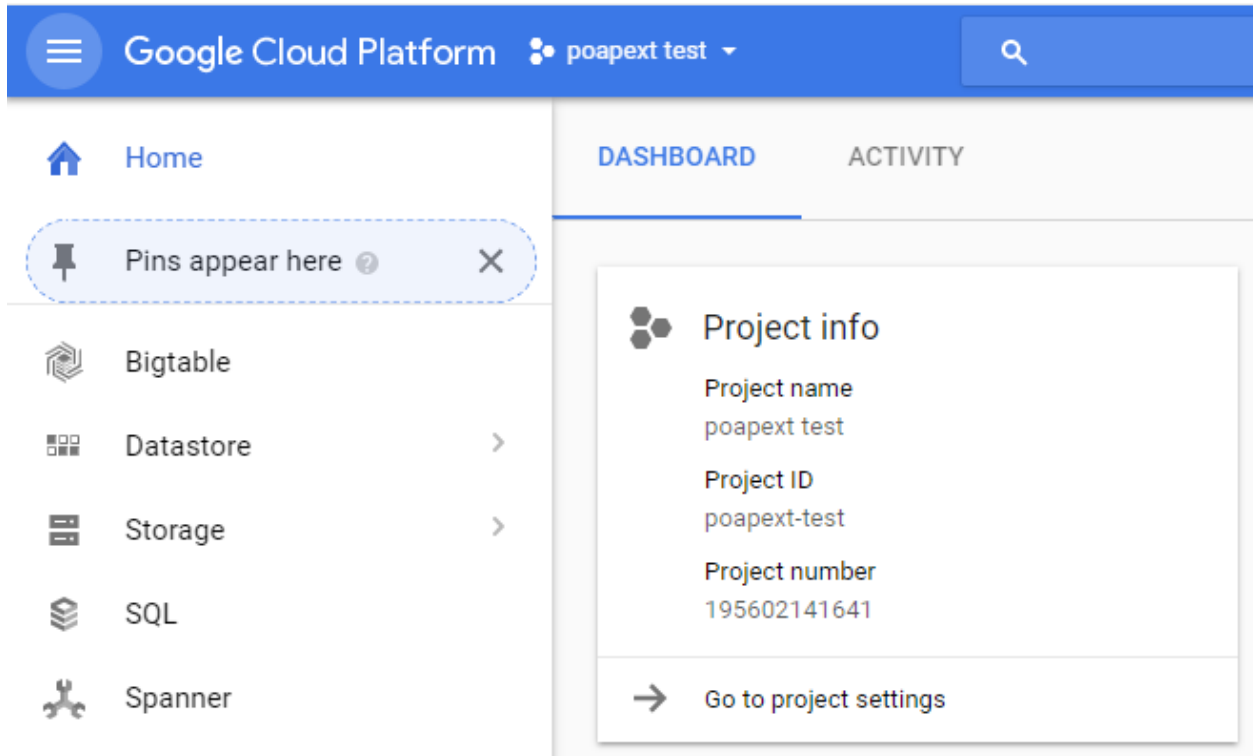 Google Cloud Platform poapext test
Home
Pins appear here ?
Bigtable
Datastore
Storage
SQL
Spanner
DASHBOARD ACTIVITY
Project info
Project name
poapext test
Project ID
poapext-test
Project number
195602141641
Go to project settings